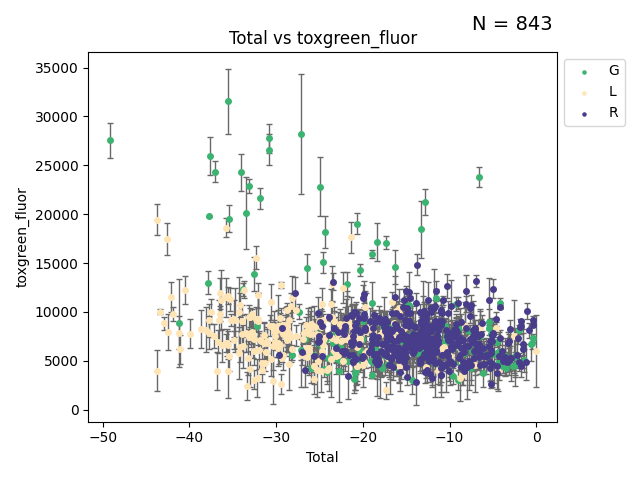 N = 843
Total vs toxgreen_fluor
35000
30000
25000
20000
15000
10000
5000
0
toxgreen_fluor
−50 −40 −30 −20 −10 0
Total
G
L
R